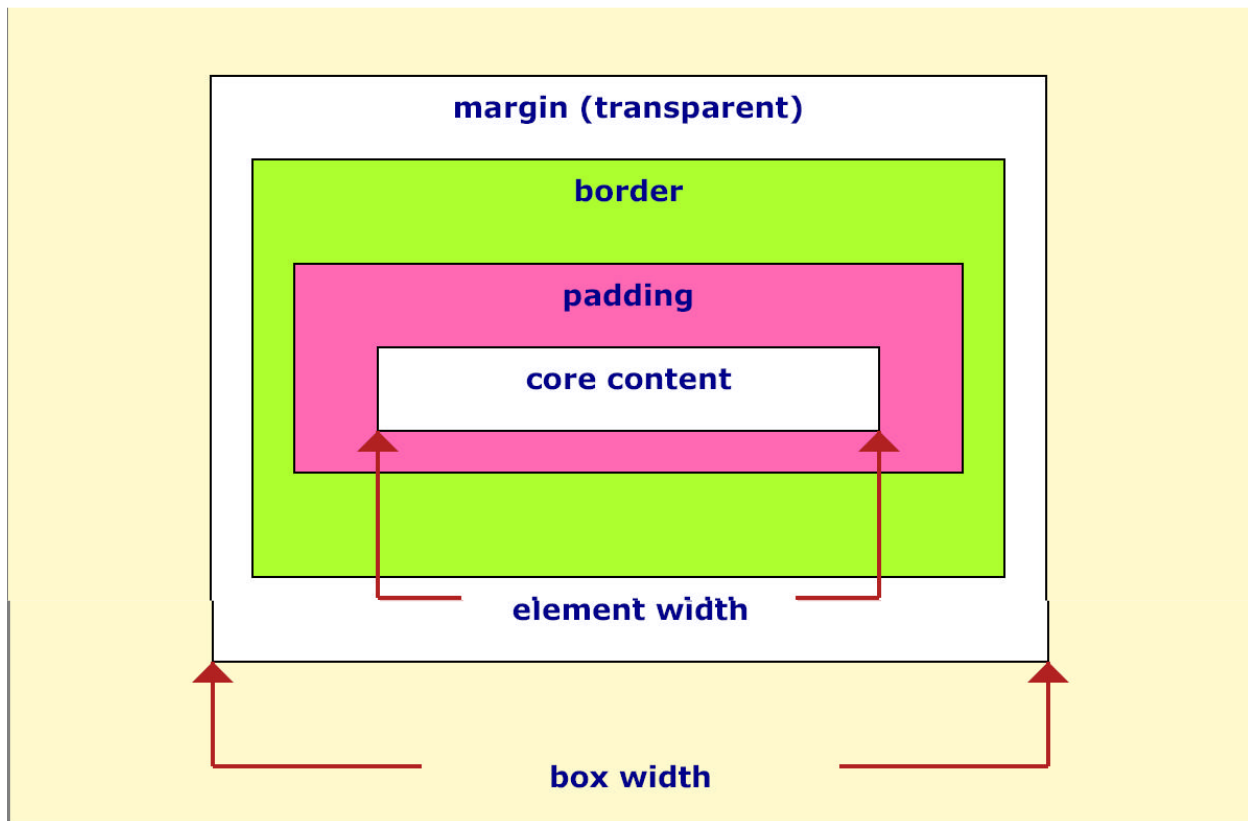 margin (transparent)
border
padding
core content
element width
box width